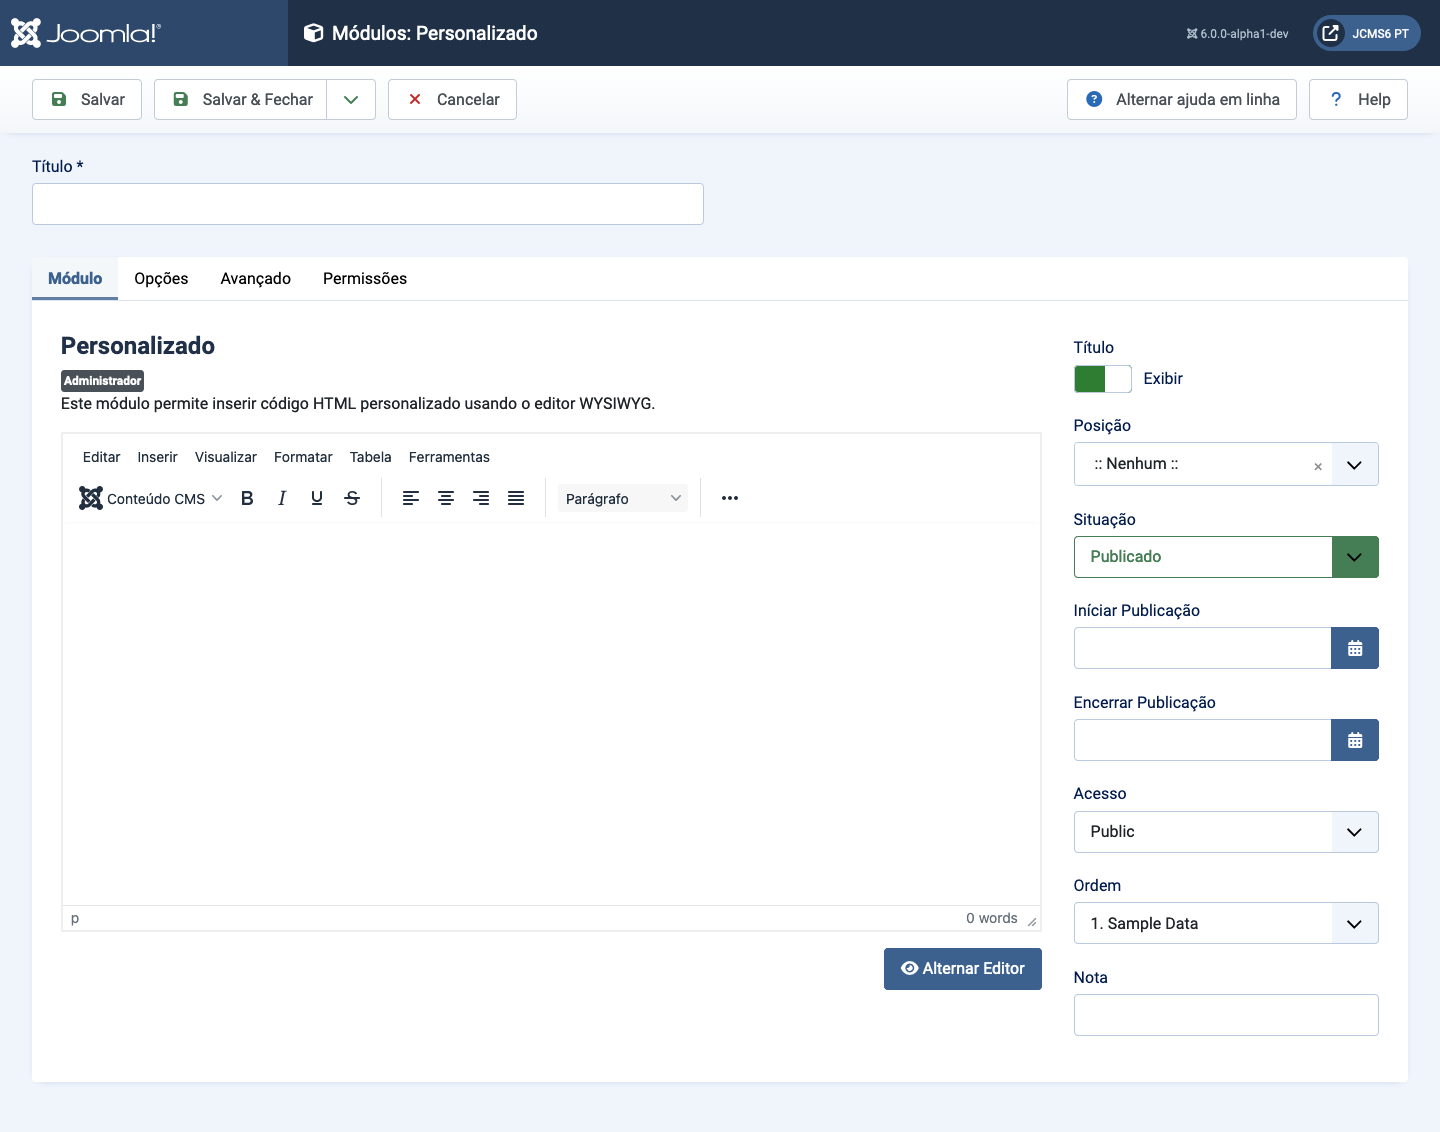 Joomla!®
Módulos: Personalizado
6.0.0-alpha1-dev
JCMS6 PT
Salvar
Salvar & Fechar
Cancelar
Alternar ajuda em linha
? Help
Título *
Módulo
Opções
Avançado
Permissões
Personalizado
Administrador
Este módulo permite inserir código HTML personalizado usando o editor WYSIWYG.
Editar Inserir Visualizar Formatar Tabela Ferramentas
Conteúdo CMS B I U S Parágrafo
p
0 words
Alternar Editor
Título
Exibir
Posição
:: Nenhum ::
Situação
Publicado
Iníciar Publicação
Encerrar Publicação
Acesso
Public
Ordem
1. Sample Data
Nota